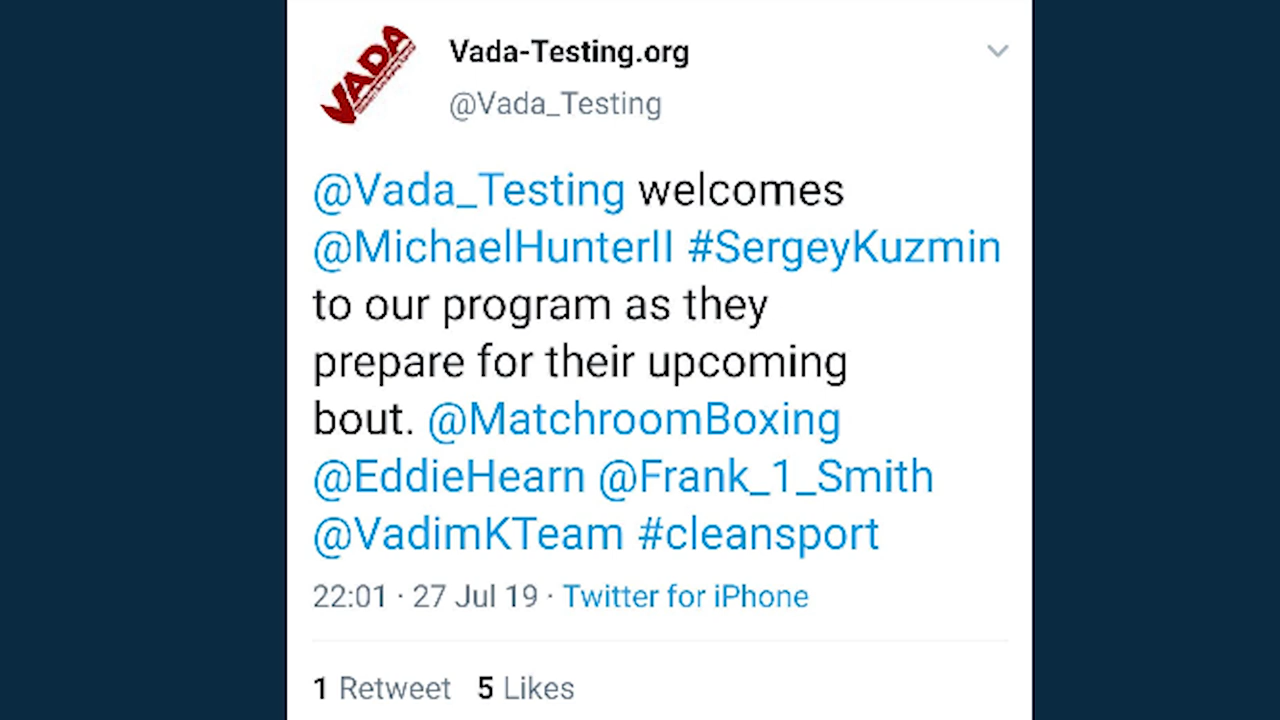 VADA
Vada-Testing.org
@Vada_Testing
@Vada_Testing welcomes
@MichaelHunterII #SergeyKuzmin
to our program as they
prepare for their upcoming
bout. @MatchroomBoxing
@EddieHearn @Frank_1_Smith
@VadimKTeam #cleansport
22:01 · 27 Jul 19 · Twitter for iPhone
1 Retweet 5 Likes